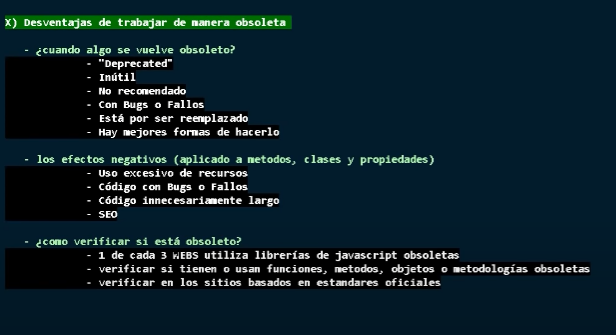 X) Desventajas de trabajar de manera obsoleta
- ¿cuando algo se vuelve obsoleto?
- "Deprecated"
- Inútil
- No recomendado
- Con Bugs o Fallos
- Está por ser reemplazado
- Hay mejores formas de hacerlo
- los efectos negativos (aplicado a metodos, clases y propiedades)
- Uso excesivo de recursos
- Código con Bugs o Fallos
- Código innecesariamente largo
- SEO
- ¿como verificar si está obsoleto?
- 1 de cada 3 WEBS utiliza librerías de javascript obsoletas
- verificar si tienen o usan funciones, metodos, objetos o metodologías obsoletas
- verificar en los sitios basados en estandares oficiales